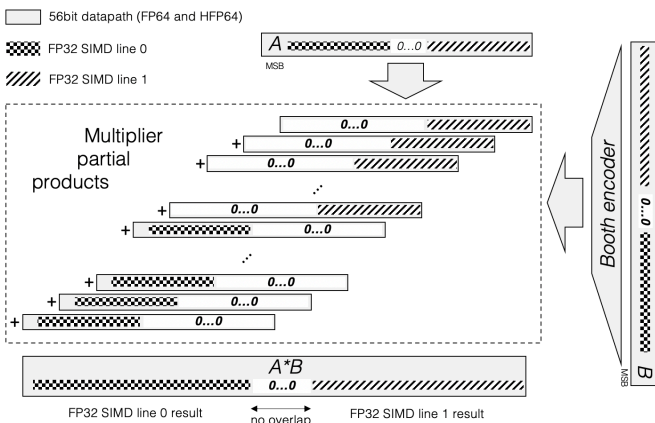 56bit datapath (FP64 and HFP64)
FP32 SIMD line 0
FP32 SIMD line 1
A 0...0
MSB
Multiplier
partial
products
0...0
+ 0...0
+ 0...0
...
+ 0...0
+ 0...0
...
+ 0...0
+ 0...0
+ 0...0
Booth encoder
B 0...0
MSB
A*B
0...0
FP32 SIMD line 0 result
no overlap
FP32 SIMD line 1 result